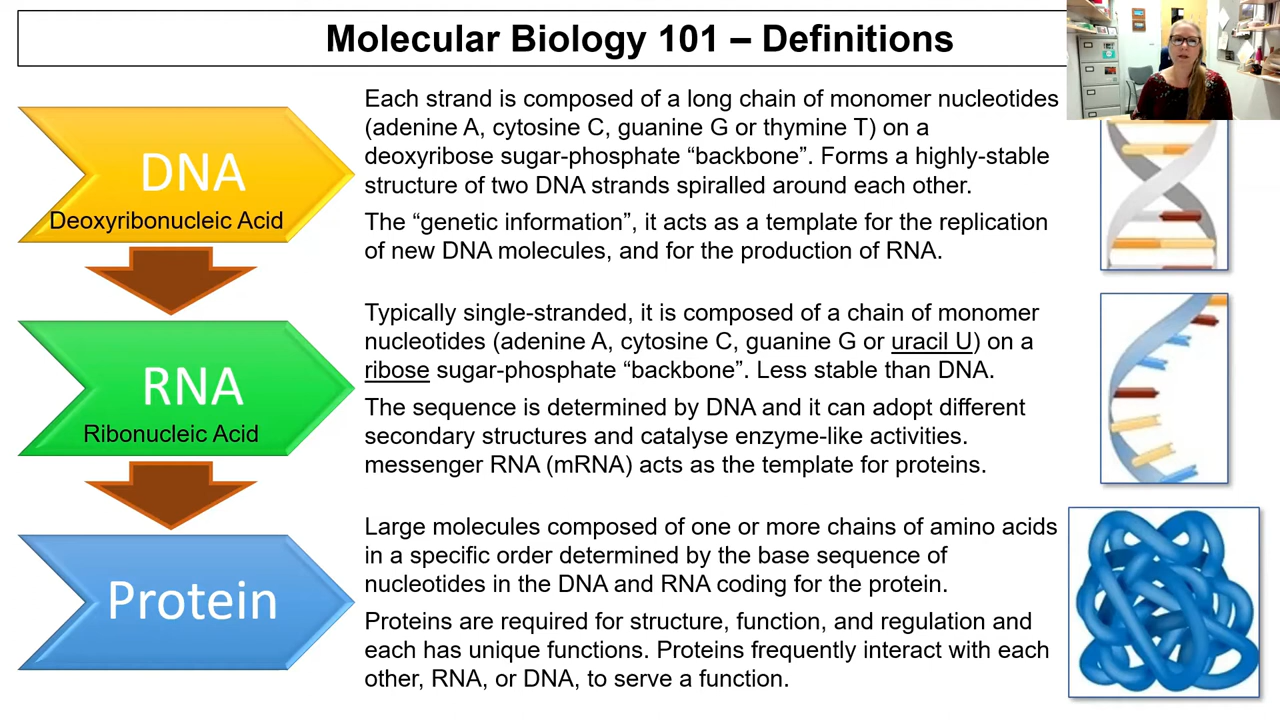 Molecular Biology 101 – Definitions
DNA
Deoxyribonucleic Acid
Each strand is composed of a long chain of monomer nucleotides
(adenine A, cytosine C, guanine G or thymine T) on a
deoxyribose sugar-phosphate “backbone”. Forms a highly-stable
structure of two DNA strands spiralled around each other.
The “genetic information”, it acts as a template for the replication
of new DNA molecules, and for the production of RNA.
RNA
Ribonucleic Acid
Typically single-stranded, it is composed of a chain of monomer
nucleotides (adenine A, cytosine C, guanine G or uracil U) on a
ribose sugar-phosphate “backbone”. Less stable than DNA.
The sequence is determined by DNA and it can adopt different
secondary structures and catalyse enzyme-like activities.
messenger RNA (mRNA) acts as the template for proteins.
Protein
Large molecules composed of one or more chains of amino acids
in a specific order determined by the base sequence of
nucleotides in the DNA and RNA coding for the protein.
Proteins are required for structure, function, and regulation and
each has unique functions. Proteins frequently interact with each
other, RNA, or DNA, to serve a function.